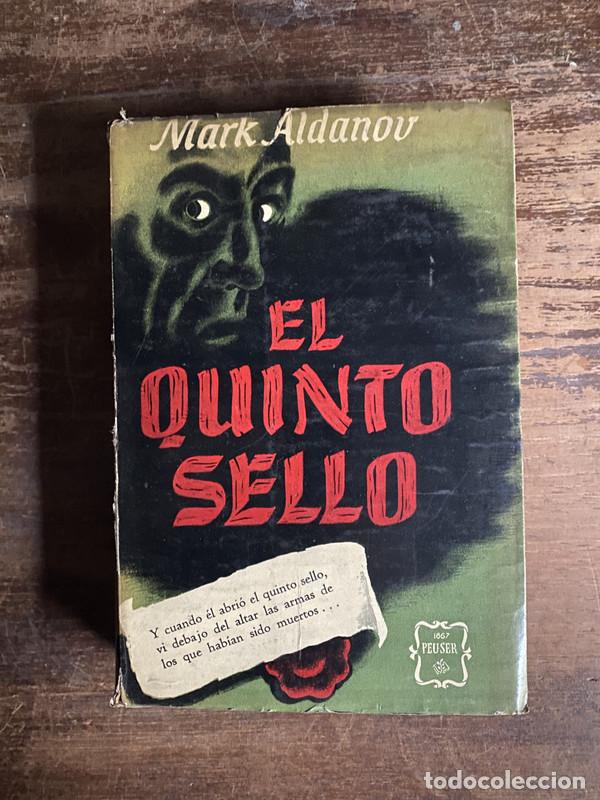 Mark Aldanov
EL
QUINTO
SELLO
Y cuando él abrió el quinto sello,
vi debajo del altar las armas de
los que habían sido muertos...
1867
PEUSER
todocoleccion